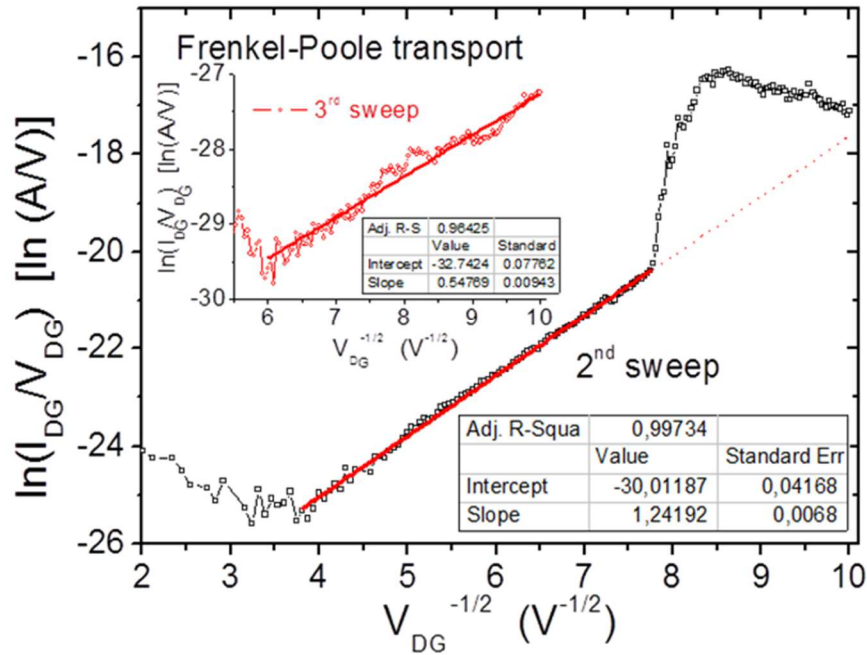 Frenkel-Poole transport
3rd sweep
ln(I_DG/V_DG) [ln(A/V)]
-27
-28
-29
-30
Adj. R-S 0.96425
Value Standard
Intercept -32.7424 0.07762
Slope 0.54769 0.00943
6 7 8 9 10
V_DG^-1/2 (V^-1/2)
ln(I_DG/V_DG) [ln (A/V)]
-16
-18
-20
-22
-24
-26
2nd sweep
Adj. R-Squa 0,99734
Value Standard Err
Intercept -30,01187 0,04168
Slope 1,24192 0,0068
2 3 4 5 6 7 8 9 10
V_DG^-1/2 (V^-1/2)